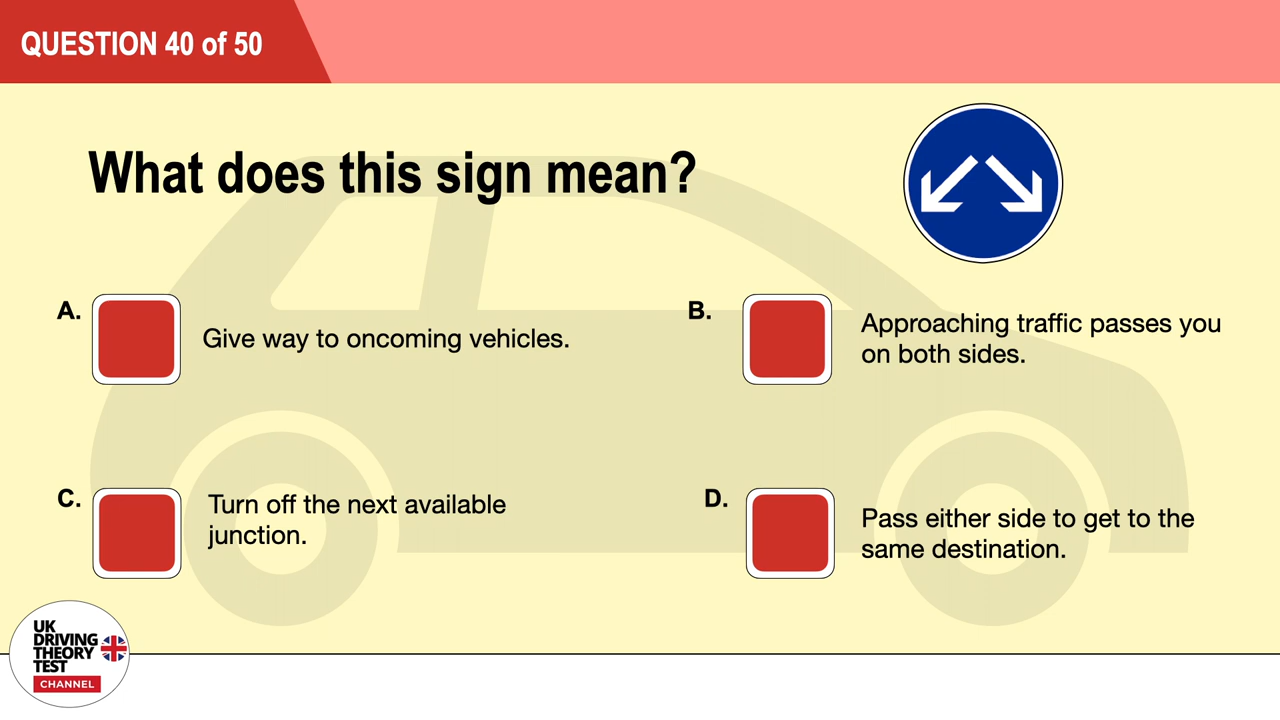 QUESTION 40 of 50
What does this sign mean?
A.
Give way to oncoming vehicles.
B.
Approaching traffic passes you
on both sides.
C.
Turn off the next available
junction.
D.
Pass either side to get to the
same destination.
UK
DRIVING
THEORY
TEST
CHANNEL